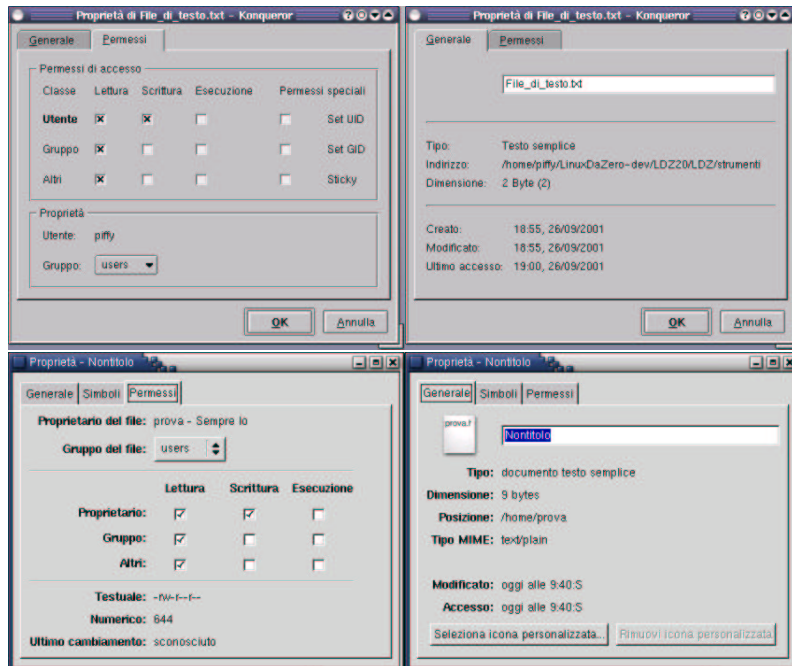 Proprietà di File_di_testo.txt - Konqueror
Generale Permessi
Permessi di accesso
Classe Lettura Scrittura Esecuzione Permessi speciali
Utente Set UID
Gruppo Set GID
Altri Sticky
Proprietà
Utente: piffy
Gruppo: users
OK Annulla
Proprietà di File_di_testo.txt - Konqueror
Generale Permessi
File_di_testo.txt
Tipo: Testo semplice
Indirizzo: /home/piffy/LinuxDaZero-dev/LDZ20/LDZ/strumenti
Dimensione: 2 Byte (2)
Creato: 18:55, 26/09/2001
Modificato: 18:55, 26/09/2001
Ultimo accesso: 19:00, 26/09/2001
OK Annulla
Proprietà - Nontitolo
Generale Simboli Permessi
Proprietario del file: prova - Sempre Io
Gruppo del file: users
Lettura Scrittura Esecuzione
Proprietario:
Gruppo:
Altri:
Testuale: -rw-r--r--
Numerico: 644
Ultimo cambiamento: sconosciuto
Proprietà - Nontitolo
Generale Simboli Permessi
prova.t
Nontitolo
Tipo: documento testo semplice
Dimensione: 9 bytes
Posizione: /home/prova
Tipo MIME: text/plain
Modificato: oggi alle 9:40:S
Accesso: oggi alle 9:40:S
Seleziona icona personalizzata... Rimuovi icona personalizzata